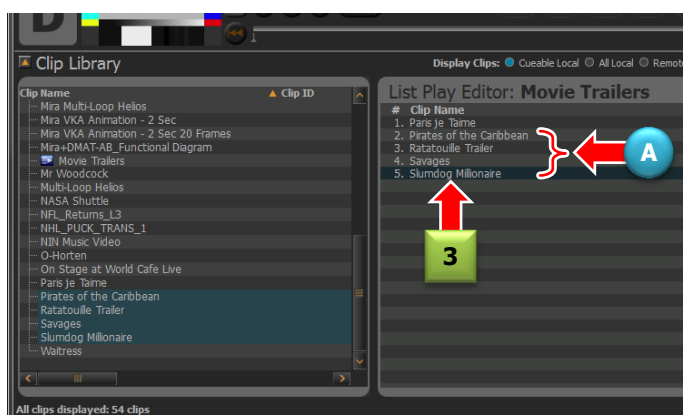 D
Clip Library
Display Clips: Cueable Local All Local Remot
Clip Name Clip ID
Mira Multi-Loop Helios
Mira VKA Animation - 2 Sec
Mira VKA Animation - 2 Sec 20 Frames
Mira+DMAT-AB_Functional Diagram
Movie Trailers
Mr Woodcock
Multi-Loop Helios
NASA Shuttle
NFL_Returns_L3
NHL_PUCK_TRANS_1
NIN Music Video
O-Horten
On Stage at World Cafe Live
Paris je Taime
Pirates of the Caribbean
Ratatouille Trailer
Savages
Slumdog Millionaire
Waitress
All clips displayed: 54 clips
List Play Editor: Movie Trailers
# Clip Name
1. Paris je Taime
2. Pirates of the Caribbean
3. Ratatouille Trailer
4. Savages
5. Slumdog Millionaire
A
3